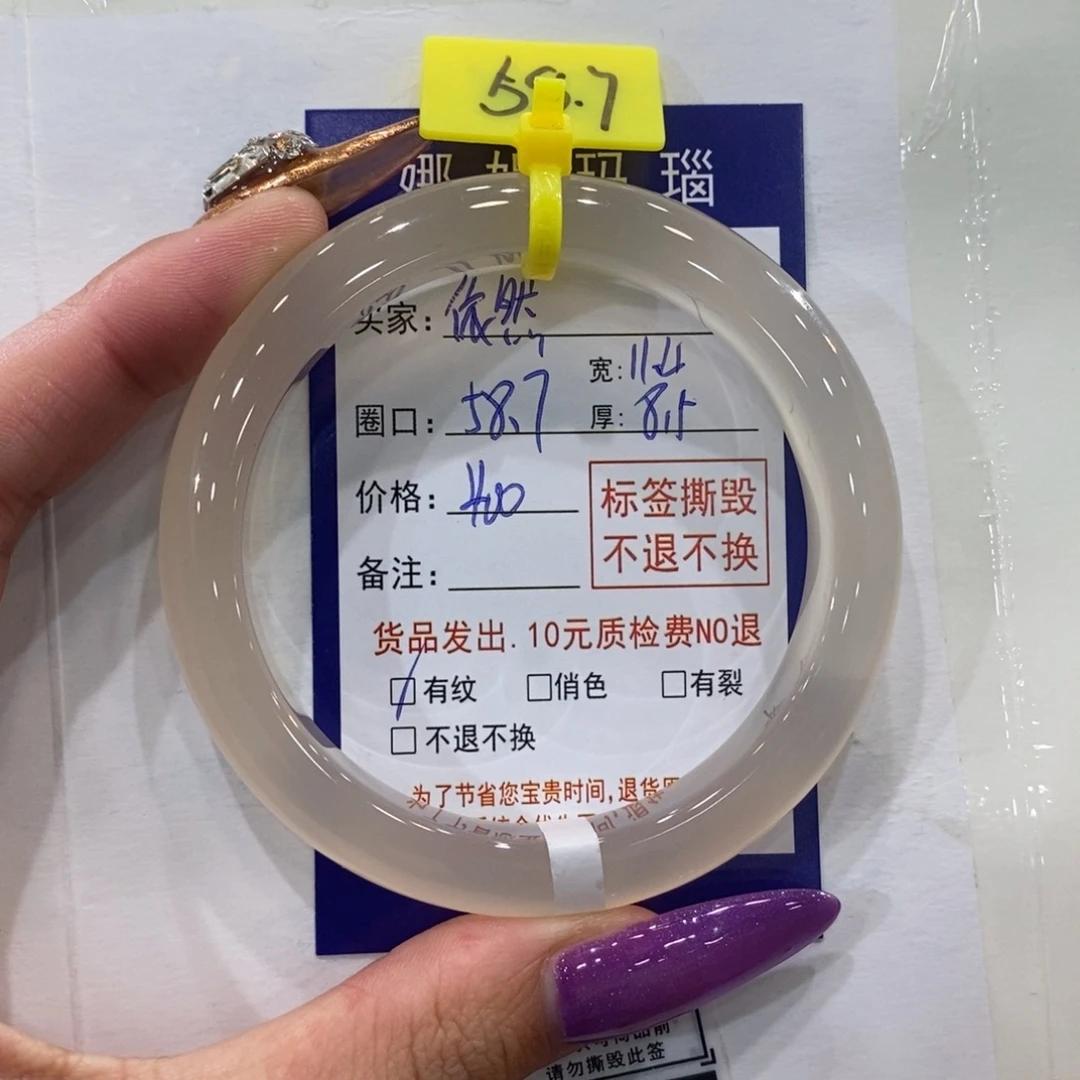 58.7
瑙
买家：依然
宽：11.4
圈口：58.7
厚：8.5
价格：
标签撕毁
不退不换
备注：
货品发出.10元质检费NO退
有纹 俏色 有裂
不退不换
为了节省您宝贵时间,退货
请勿撕毁此签